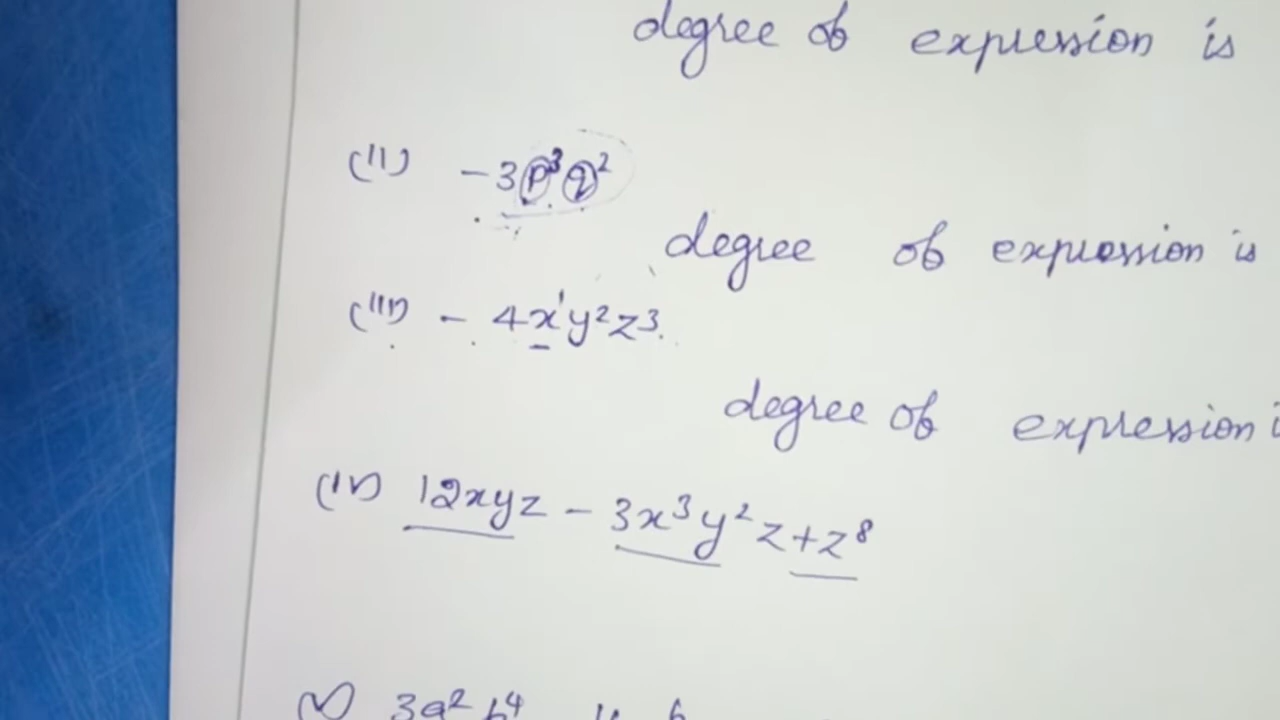 degree of expression is
(II) -3p³q²
degree of expression is
(III) - 4x¹y²z³.
degree of expression i
(IV) 12xyz - 3x³y²z + z⁸
(V) 3a²b⁴